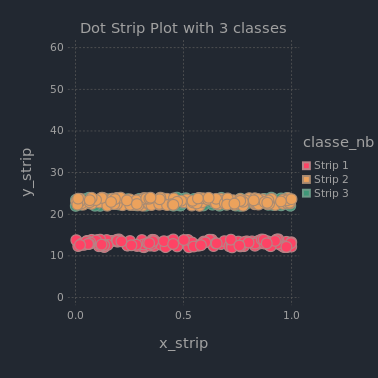 Dot Strip Plot with 3 classes
60
50
40
30
20
10
0
y_strip
0.0
0.5
1.0
x_strip
classe_nb
Strip 1
Strip 2
Strip 3